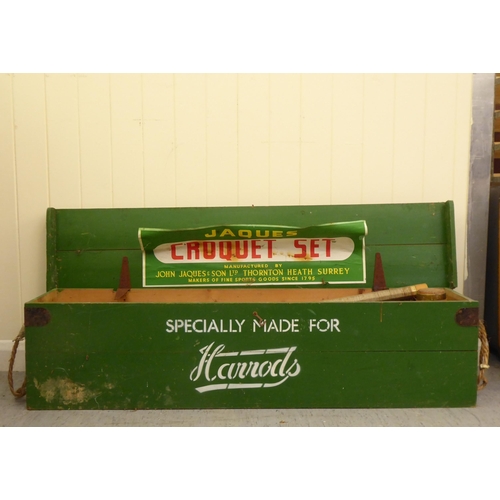 JAQUES
CROQUET SET
MANUFACTURED BY
JOHN JAQUES & SON LTD. THORNTON HEATH SURREY
MAKERS OF FINE SPORTS GOODS SINCE 1795
SPECIALLY MADE FOR
Harrods